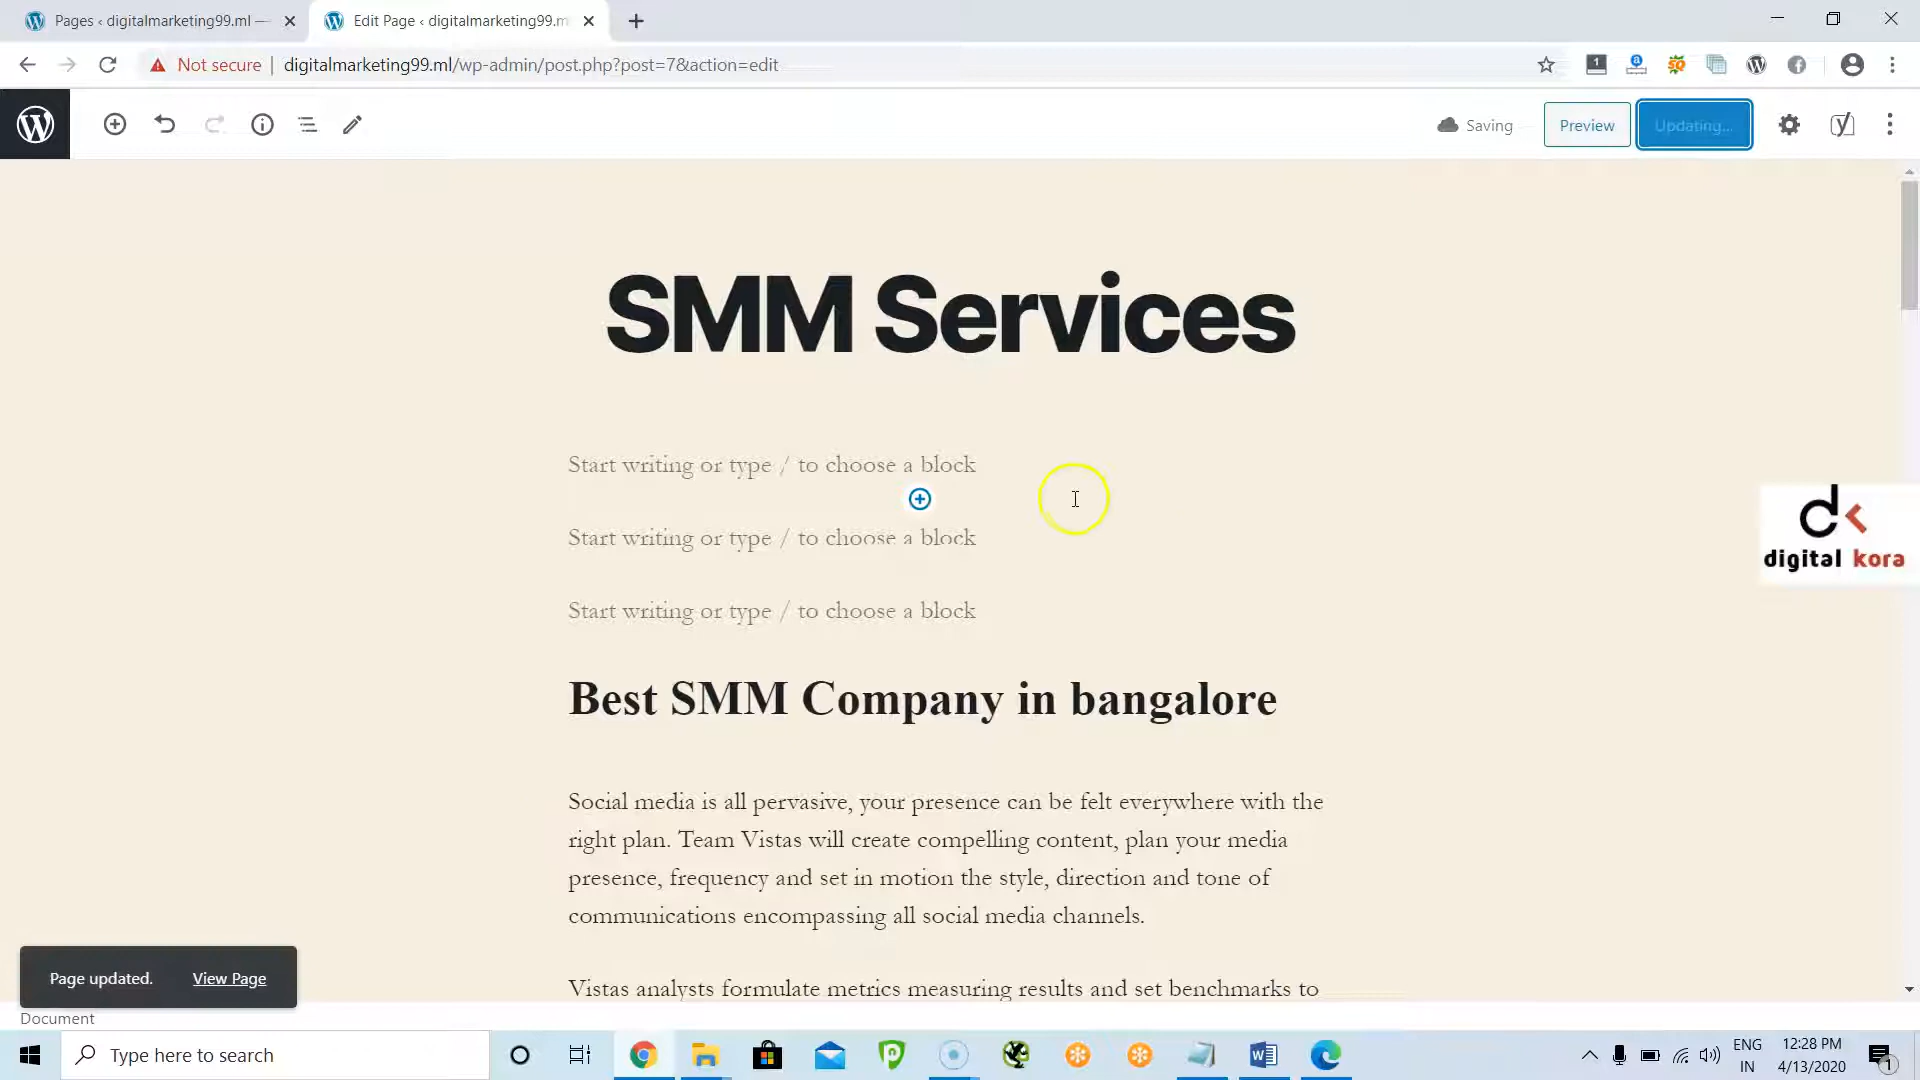 Pages ‹ digitalmarketing99.ml —
Edit Page ‹ digitalmarketing99.m
Not secure
digitalmarketing99.ml/wp-admin/post.php?post=7&action=edit
Saving
Preview
Updating...
SMM Services
Start writing or type / to choose a block
Start writing or type / to choose a block
digital kora
Start writing or type / to choose a block
Best SMM Company in bangalore
Social media is all pervasive, your presence can be felt everywhere with the
right plan. Team Vistas will create compelling content, plan your media
presence, frequency and set in motion the style, direction and tone of
communications encompassing all social media channels.
Page updated. View Page
Vistas analysts formulate metrics measuring results and set benchmarks to
Document
Type here to search
ENG
IN
12:28 PM
4/13/2020
1